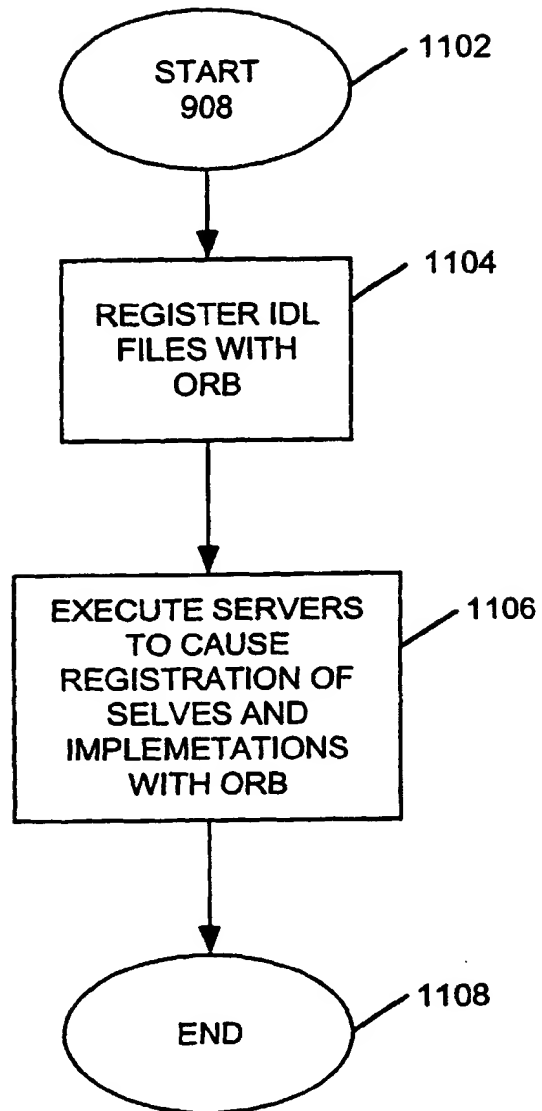 START
908
1102
REGISTER IDL
FILES WITH
ORB
1104
EXECUTE SERVERS
TO CAUSE
REGISTRATION OF
SELVES AND
IMPLEMETATIONS
WITH ORB
1106
END
1108